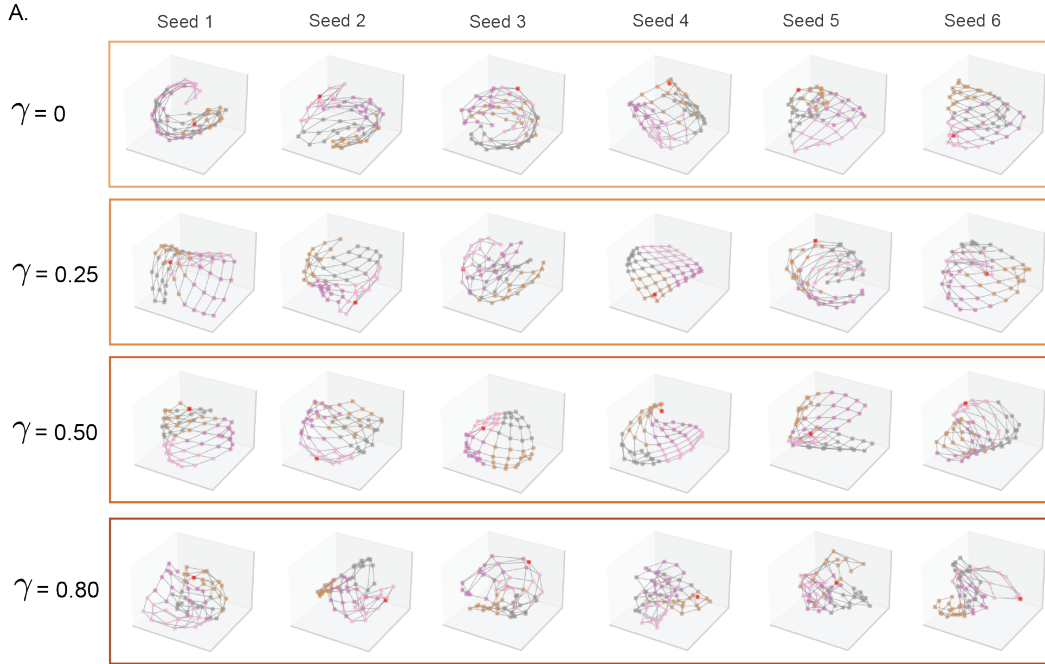 A.
Seed 1 Seed 2 Seed 3 Seed 4 Seed 5 Seed 6
γ = 0
γ = 0.25
γ = 0.50
γ = 0.80